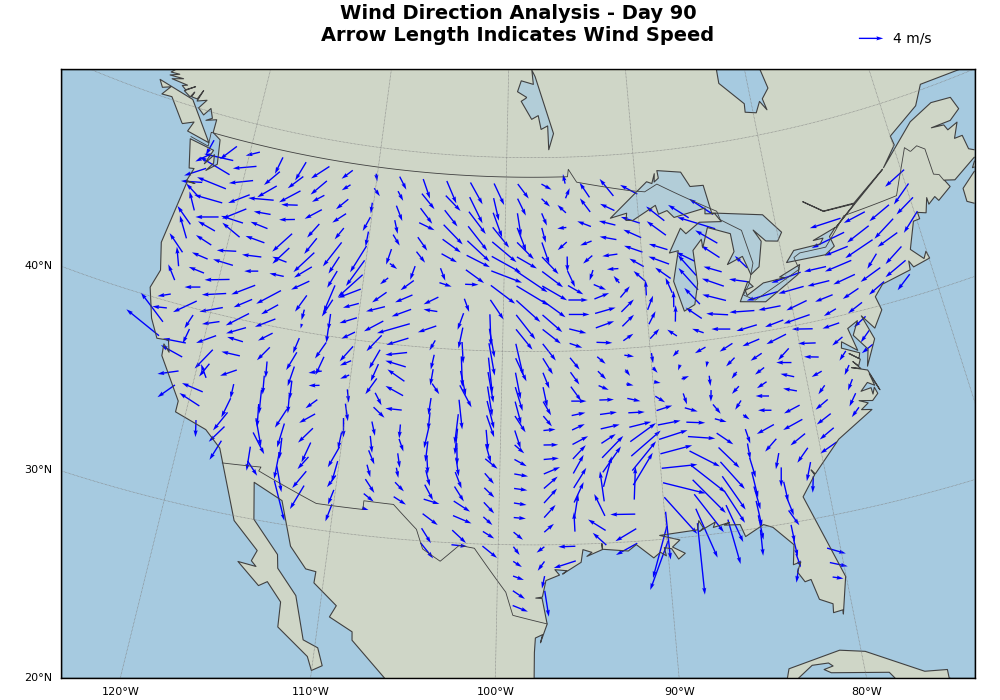 Wind Direction Analysis - Day 90
Arrow Length Indicates Wind Speed
4 m/s
40°N
30°N
20°N
120°W 110°W 100°W 90°W 80°W